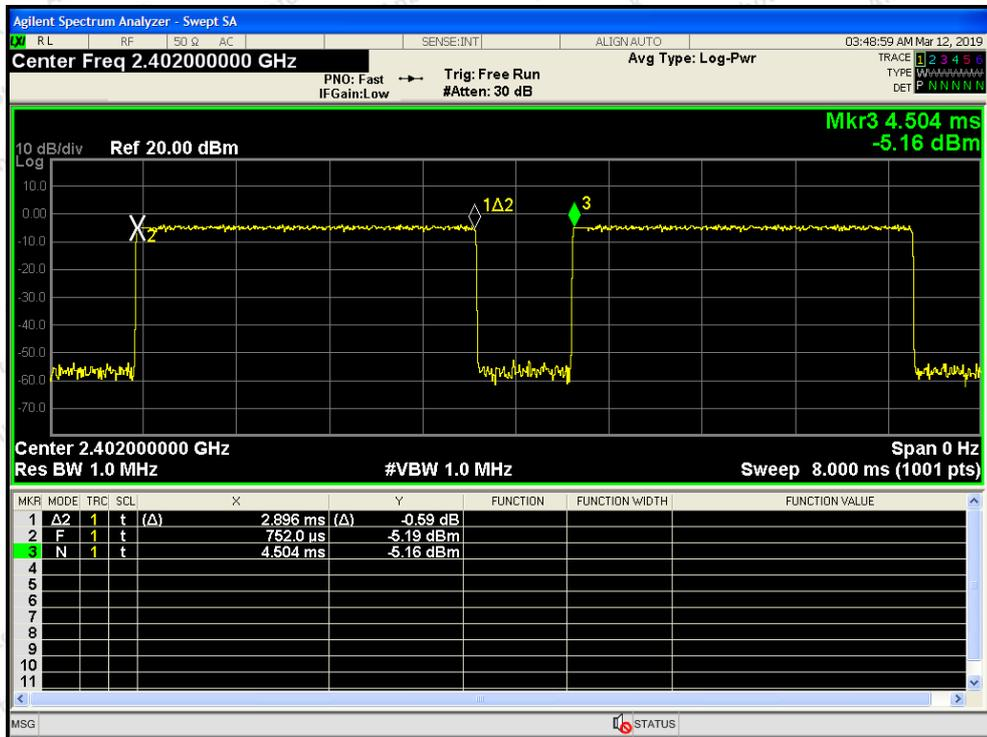 Agilent Spectrum Analyzer - Swept SA
LXI RL RF 50 Ω AC SENSE:INT ALIGNAUTO 03:48:59 AM Mar 12, 2019
Center Freq 2.402000000 GHz Avg Type: Log-Pwr TRACE 1 2 3 4 5 6
PNO: Fast Trig: Free Run TYPE WWWWWW
IFGain:Low #Atten: 30 dB DET P N N N N N
Mkr3 4.504 ms
10 dB/div Ref 20.00 dBm -5.16 dBm
Log
10.0
0.00 1Δ2 3
-10.0 2
-20.0
-30.0
-40.0
-50.0
-60.0
-70.0
Center 2.402000000 GHz Span 0 Hz
Res BW 1.0 MHz #VBW 1.0 MHz Sweep 8.000 ms (1001 pts)
MKR MODE TRC SCL X Y FUNCTION FUNCTION WIDTH FUNCTION VALUE
1 Δ2 1 t (Δ) 2.896 ms (Δ) -0.59 dB
2 F 1 t 752.0 µs -5.19 dBm
3 N 1 t 4.504 ms -5.16 dBm
4
5
6
7
8
9
10
11
MSG STATUS